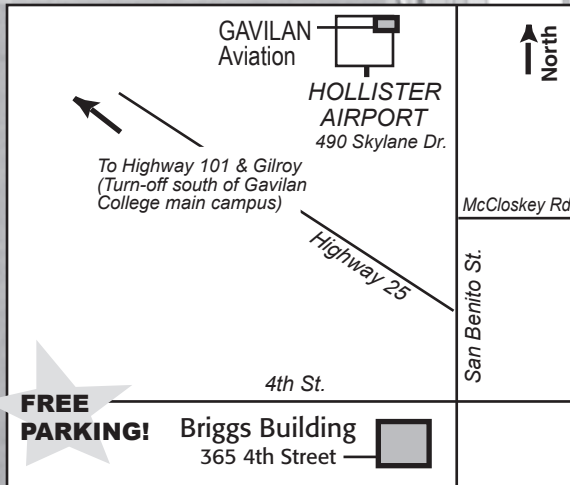 GAVILAN
Aviation
North
HOLLISTER
AIRPORT
490 Skylane Dr.
To Highway 101 & Gilroy
(Turn-off south of Gavilan
College main campus)
McCloskey Rd
Highway 25
San Benito St.
4th St.
FREE
PARKING!
Briggs Building
365 4th Street